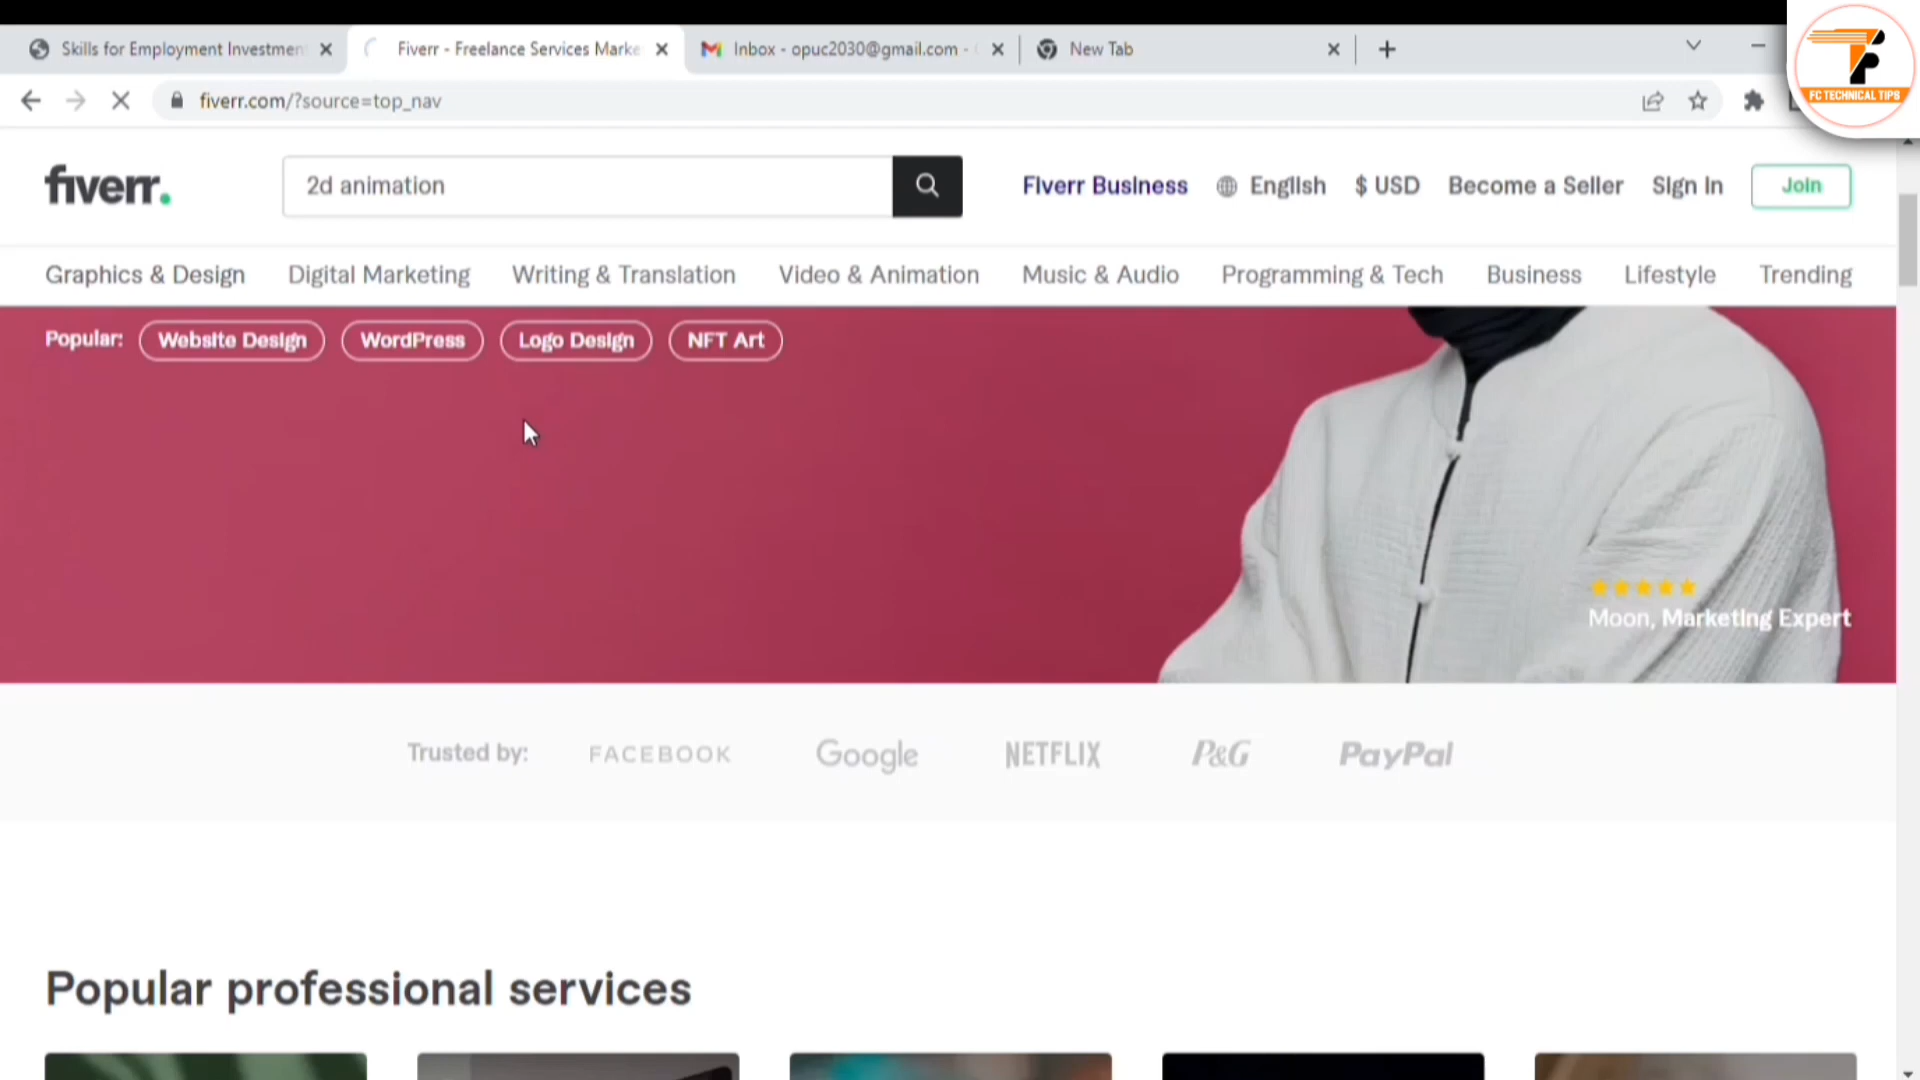 Skills for Employment Investmen
Fiverr - Freelance Services Marke
Inbox - opuc2030@gmail.com -
New Tab
FC TECHNICAL TIPS
fiverr.com/?source=top_nav
fiverr.
2d animation
Fiverr Business
English
$ USD
Become a Seller
Sign In
Join
Graphics & Design
Digital Marketing
Writing & Translation
Video & Animation
Music & Audio
Programming & Tech
Business
Lifestyle
Trending
Popular:
Website Design
WordPress
Logo Design
NFT Art
Moon, Marketing Expert
Trusted by:
FACEBOOK
Google
NETFLIX
P&G
PayPal
Popular professional services